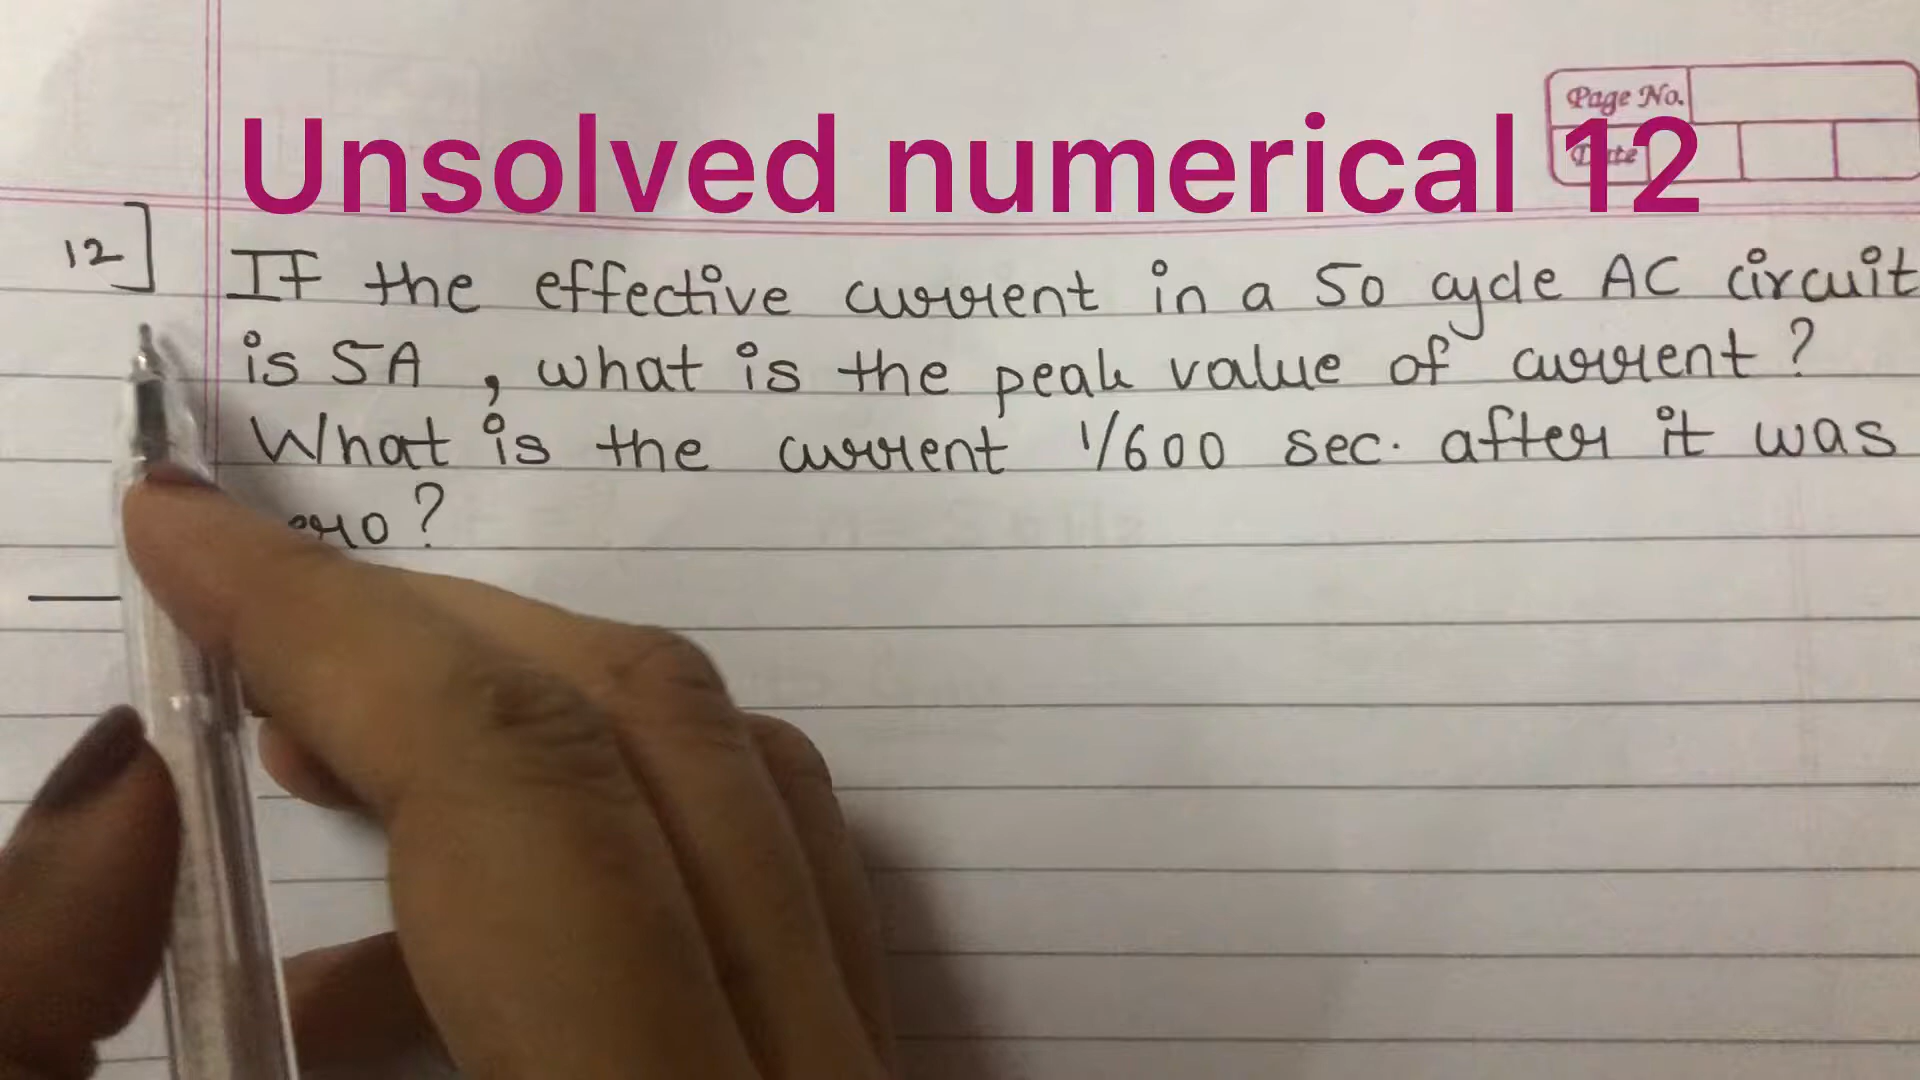 Page No.
Unsolved numerical 12
Date
12] If the effective current in a 50 cycle AC circuit
is 5A, what is the peak value of current?
What is the current 1/600 sec. after it was
?